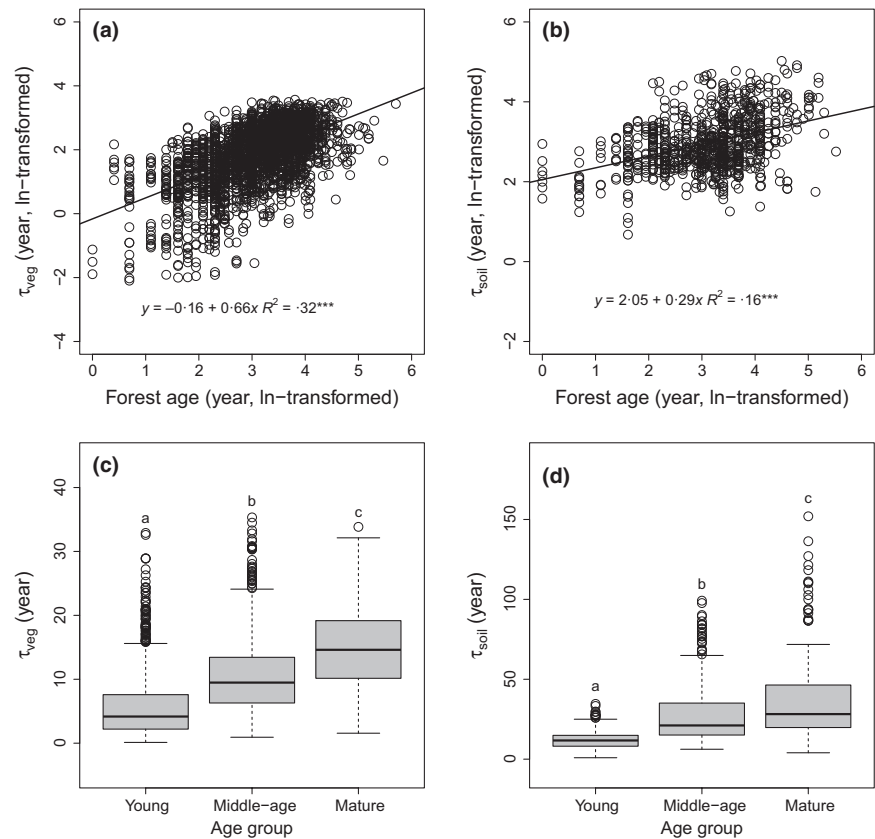 (a)
6
4
2
0
−2
−4
τveg (year, ln−transformed)
y = −0·16 + 0·66x R² = ·32***
0 1 2 3 4 5 6
Forest age (year, ln−transformed)
(b)
6
4
2
0
−2
τsoil (year, ln−transformed)
y = 2·05 + 0·29x R² = ·16***
0 1 2 3 4 5 6
Forest age (year, ln−transformed)
(c)
40
30
20
10
0
τveg (year)
a
b
c
Young Middle−age Mature
Age group
(d)
150
100
50
0
τsoil (year)
a
b
c
Young Middle−age Mature
Age group